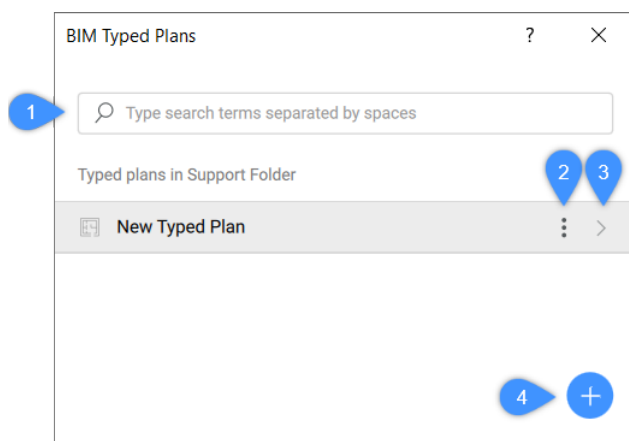 BIM Typed Plans ?
1 Type search terms separated by spaces
Typed plans in Support Folder 2 3
New Typed Plan
4